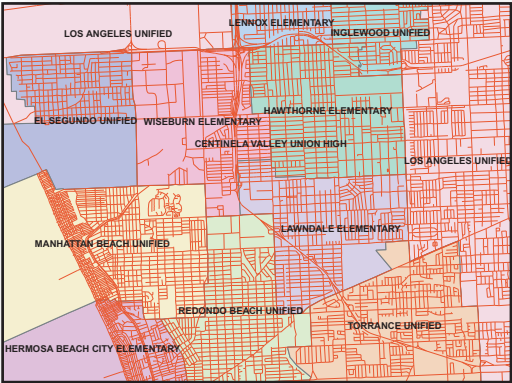 LENNOX ELEMENTARY
LOS ANGELES UNIFIED
INGLEWOOD UNIFIED
HAWTHORNE ELEMENTARY
EL SEGUNDO UNIFIED
WISEBURN ELEMENTARY
CENTINELA VALLEY UNION HIGH
LOS ANGELES UNIFIED
LAWNDALE ELEMENTARY
MANHATTAN BEACH UNIFIED
REDONDO BEACH UNIFIED
TORRANCE UNIFIED
HERMOSA BEACH CITY ELEMENTARY